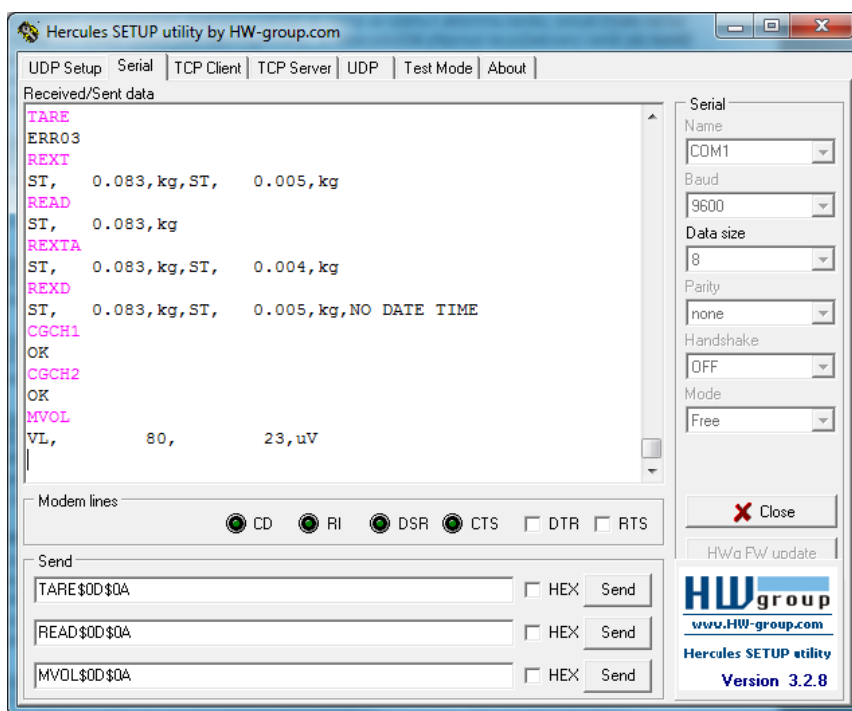 Hercules SETUP utility by HW-group.com
UDP Setup Serial TCP Client TCP Server UDP Test Mode About
Received/Sent data
TARE
ERR03
REXT
ST,    0.083,kg,ST,    0.005,kg
READ
ST,    0.083,kg
REXTA
ST,    0.083,kg,ST,    0.004,kg
REXD
ST,    0.083,kg,ST,    0.005,kg,NO DATE TIME
CGCH1
OK
CGCH2
OK
MVOL
VL,        80,        23,uV
Serial
Name
COM1
Baud
9600
Data size
8
Parity
none
Handshake
OFF
Mode
Free
Modem lines
CD RI DSR CTS DTR RTS
Close
HWg FW update
Send
TARE$0D$0A HEX Send
READ$0D$0A HEX Send
MVOL$0D$0A HEX Send
HW group
www.HW-group.com
Hercules SETUP utility
Version 3.2.8